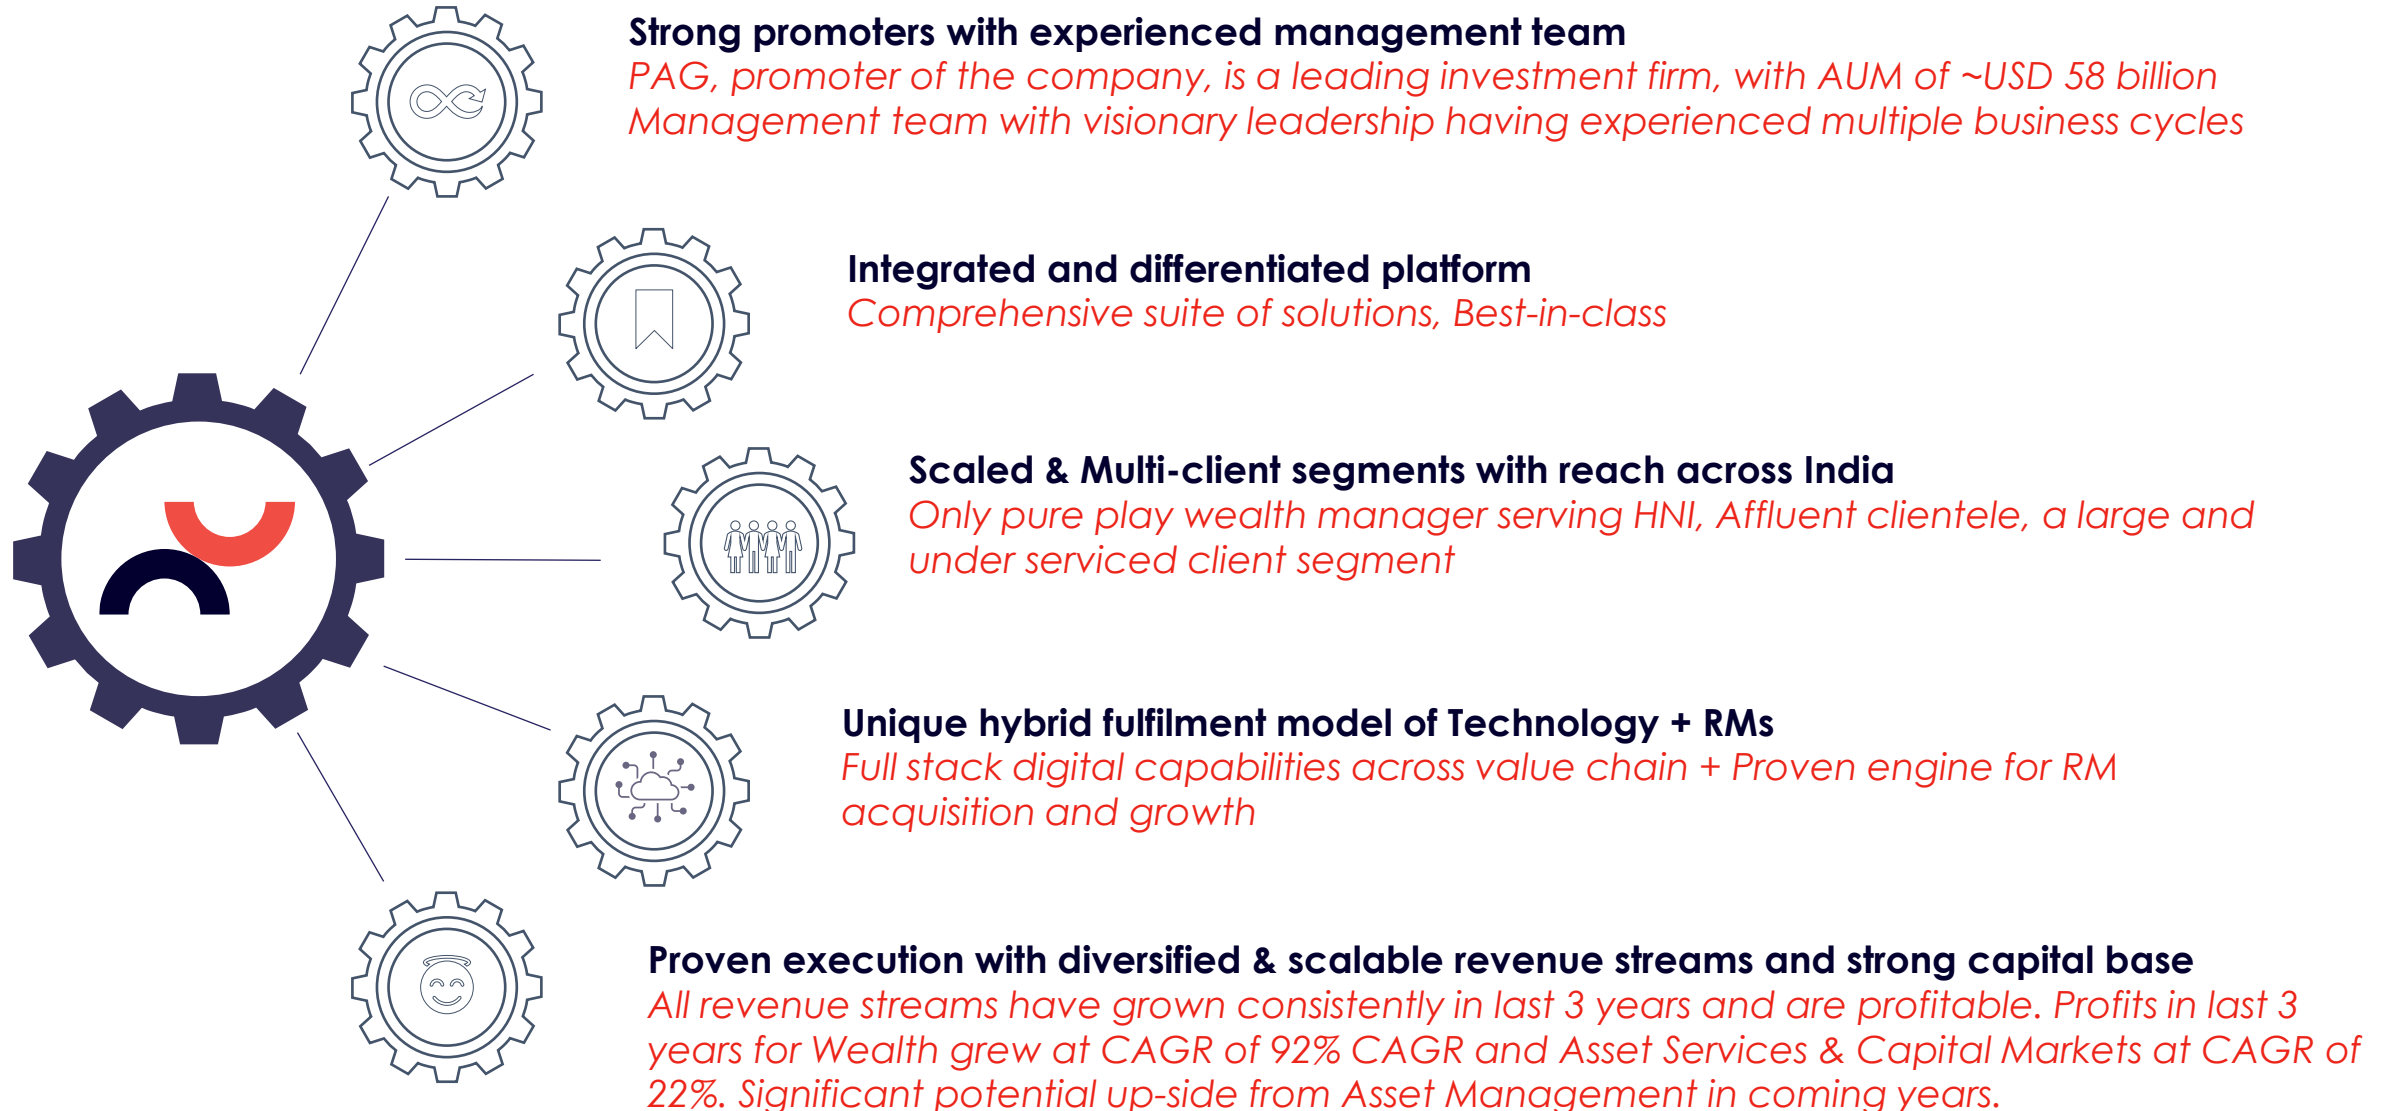 Strong promoters with experienced management team
PAG, promoter of the company, is a leading investment firm, with AUM of ~USD 58 billion
Management team with visionary leadership having experienced multiple business cycles
Integrated and differentiated platform
Comprehensive suite of solutions, Best-in-class
Scaled & Multi-client segments with reach across India
Only pure play wealth manager serving HNI, Affluent clientele, a large and
under serviced client segment
Unique hybrid fulfilment model of Technology + RMs
Full stack digital capabilities across value chain + Proven engine for RM
acquisition and growth
Proven execution with diversified & scalable revenue streams and strong capital base
All revenue streams have grown consistently in last 3 years and are profitable. Profits in last 3
years for Wealth grew at CAGR of 92% CAGR and Asset Services & Capital Markets at CAGR of
22%. Significant potential up-side from Asset Management in coming years.